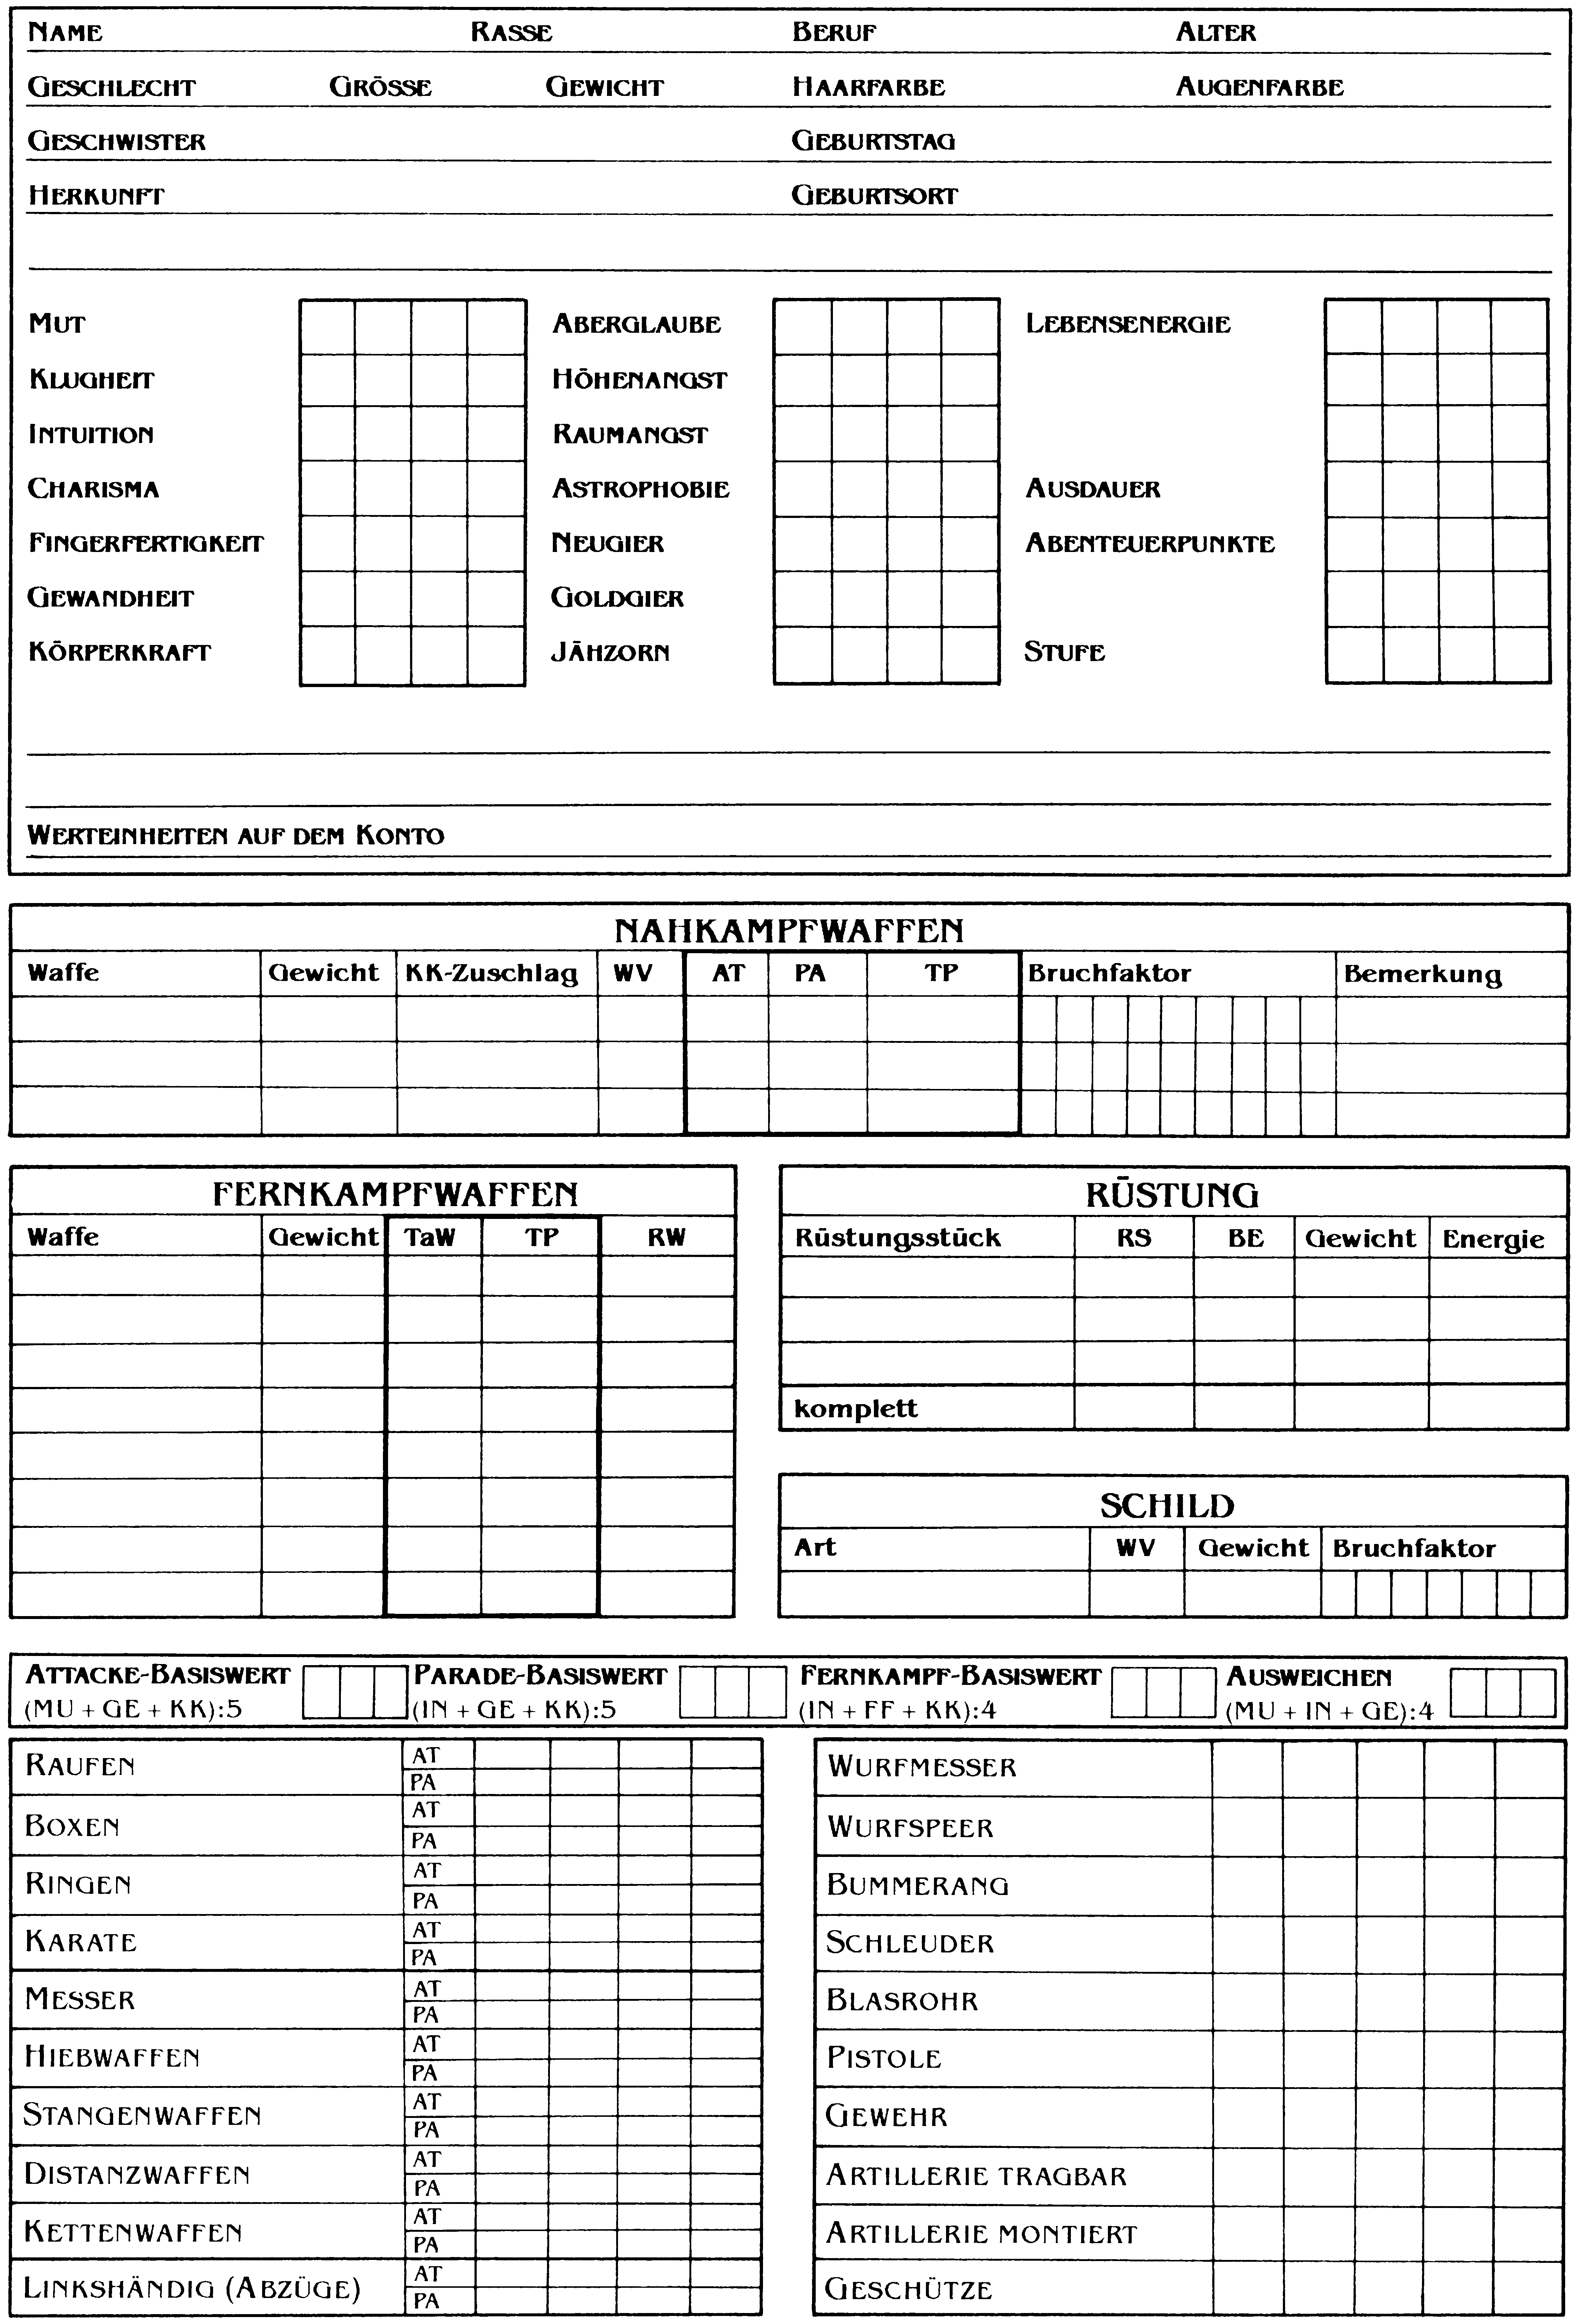 NAME RASSE BERUF ALTER
GESCHLECHT GRÖSSE GEWICHT HAARFARBE AUGENFARBE
GESCHWISTER GEBURTSTAG
HERKUNFT GEBURTSORT
MUT ABERGLAUBE LEBENSENERGIE
KLUGHEIT HÖHENANGST
INTUITION RAUMANGST
CHARISMA ASTROPHOBIE AUSDAUER
FINGERFERTIGKEIT NEUGIER ABENTEUERPUNKTE
GEWANDHEIT GOLDGIER
KÖRPERKRAFT JÄHZORN STUFE
WERTEINHEITEN AUF DEM KONTO
NAHKAMPFWAFFEN
Waffe Gewicht KK-Zuschlag WV AT PA TP Bruchfaktor Bemerkung
FERNKAMPFWAFFEN
Waffe Gewicht TaW TP RW
RÜSTUNG
Rüstungsstück RS BE Gewicht Energie
komplett
SCHILD
Art WV Gewicht Bruchfaktor
ATTACKE-BASISWERT PARADE-BASISWERT FERNKAMPF-BASISWERT AUSWEICHEN
(MU + GE + KK):5 (IN + GE + KK):5 (IN + FF + KK):4 (MU + IN + GE):4
RAUFEN AT
PA
BOXEN AT
PA
RINGEN AT
PA
KARATE AT
PA
MESSER AT
PA
HIEBWAFFEN AT
PA
STANGENWAFFEN AT
PA
DISTANZWAFFEN AT
PA
KETTENWAFFEN AT
PA
LINKSHÄNDIG (ABZÜGE) AT
PA
WURFMESSER
WURFSPEER
BUMMERANG
SCHLEUDER
BLASROHR
PISTOLE
GEWEHR
ARTILLERIE TRAGBAR
ARTILLERIE MONTIERT
GESCHÜTZE